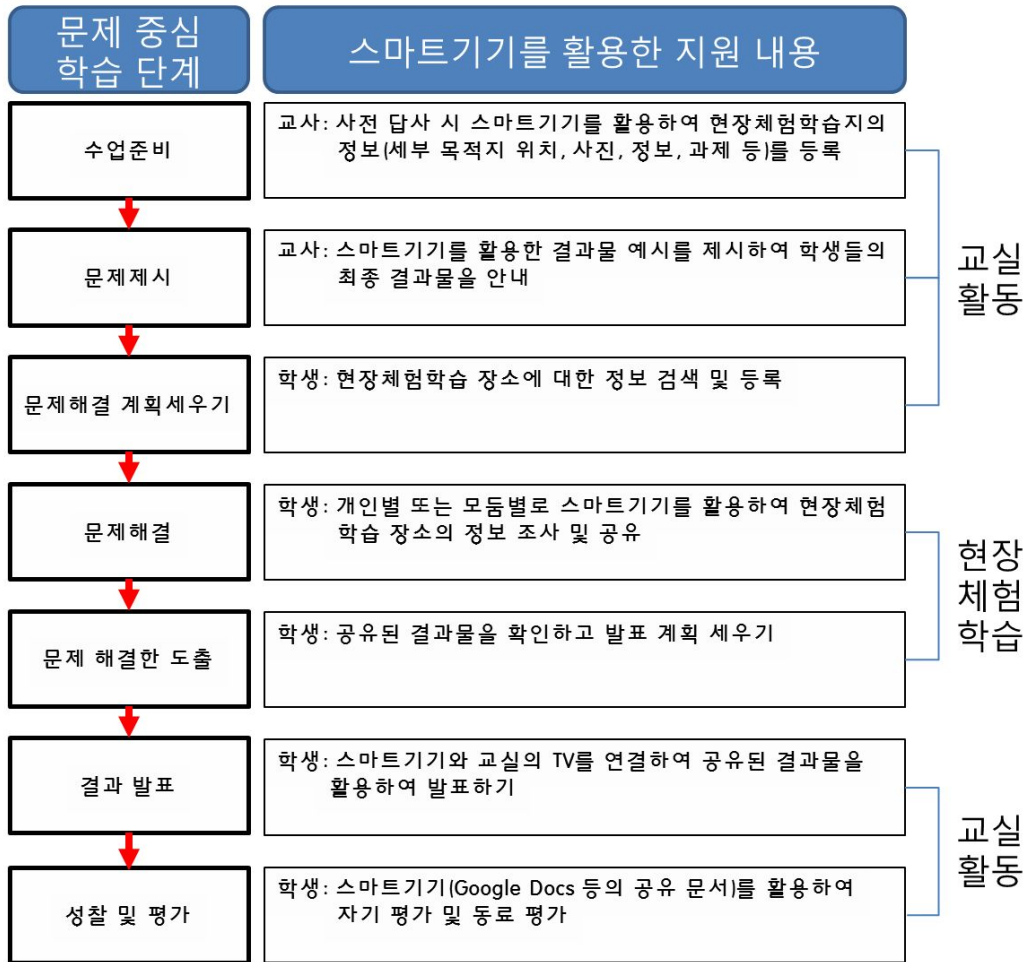 문제 중심
학습 단계
스마트기기를 활용한 지원 내용
수업준비
교사: 사전 답사 시 스마트기기를 활용하여 현장체험학습지의
정보(세부 목적지 위치, 사진, 정보, 과제 등)를 등록
문제제시
교사: 스마트기기를 활용한 결과물 예시를 제시하여 학생들의
최종 결과물을 안내
문제해결 계획세우기
학생: 현장체험학습 장소에 대한 정보 검색 및 등록
교실
활동
문제해결
학생: 개인별 또는 모둠별로 스마트기기를 활용하여 현장체험
학습 장소의 정보 조사 및 공유
문제 해결한 도출
학생: 공유된 결과물을 확인하고 발표 계획 세우기
현장
체험
학습
결과 발표
학생: 스마트기기와 교실의 TV를 연결하여 공유된 결과물을
활용하여 발표하기
성찰 및 평가
학생: 스마트기기(Google Docs 등의 공유 문서)를 활용하여
자기 평가 및 동로 평가
교실
활동